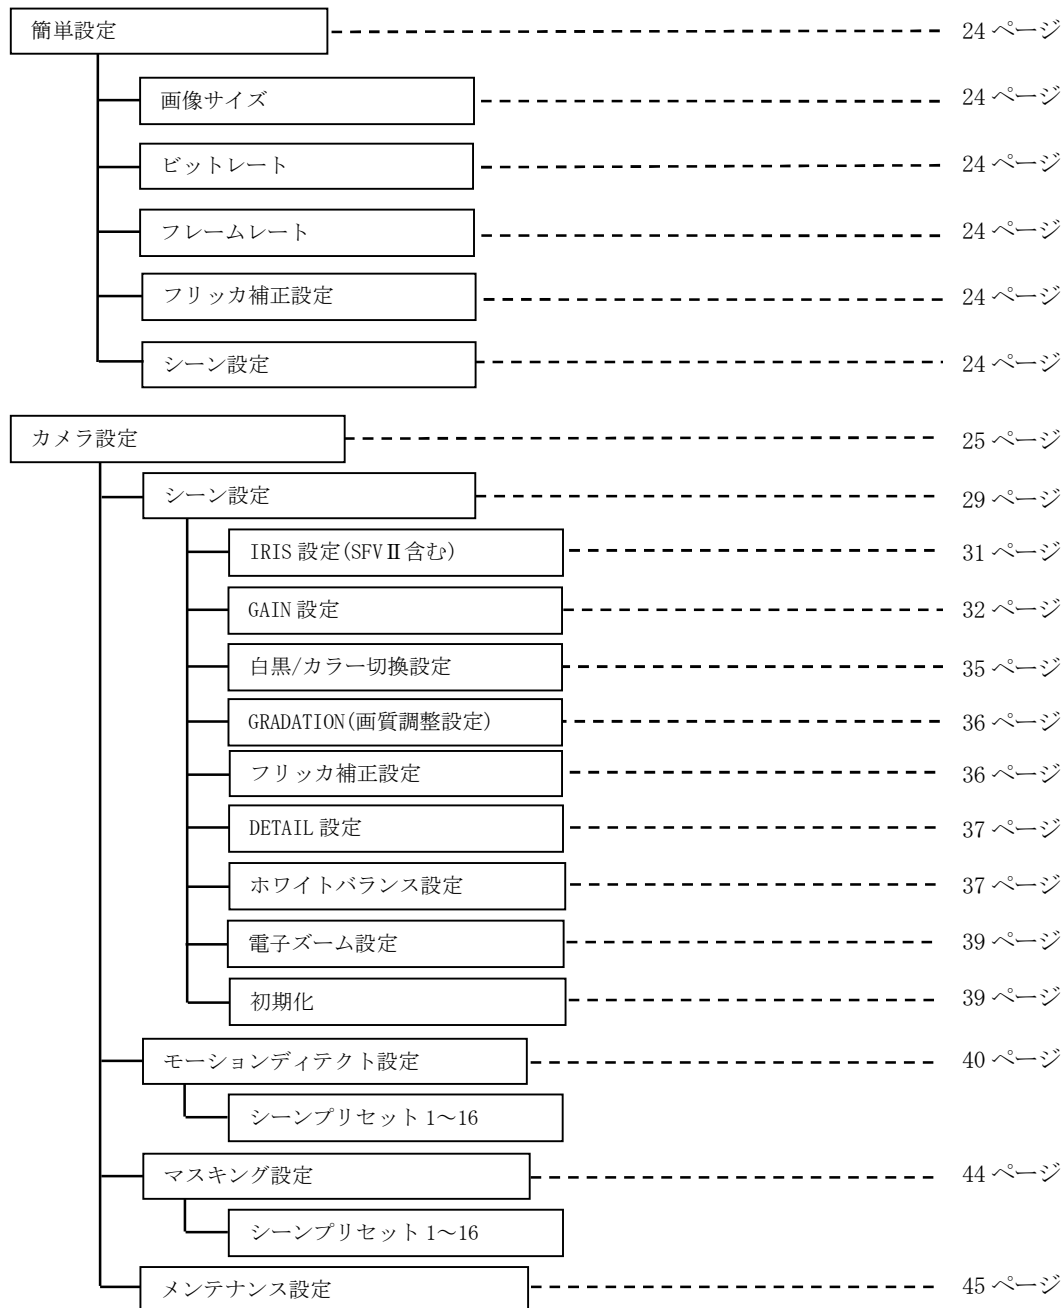 簡単設定 24 ページ
画像サイズ 24 ページ
ビットレート 24 ページ
フレームレート 24 ページ
フリッカ補正設定 24 ページ
シーン設定 24 ページ
カメラ設定 25 ページ
シーン設定 29 ページ
IRIS 設定(SFVⅡ含む) 31 ページ
GAIN 設定 32 ページ
白黒/カラー切換設定 35 ページ
GRADATION(画質調整設定) 36 ページ
フリッカ補正設定 36 ページ
DETAIL 設定 37 ページ
ホワイトバランス設定 37 ページ
電子ズーム設定 39 ページ
初期化 39 ページ
モーションディテクト設定 40 ページ
シーンプリセット 1～16
マスキング設定 44 ページ
シーンプリセット 1～16
メンテナンス設定 45 ページ